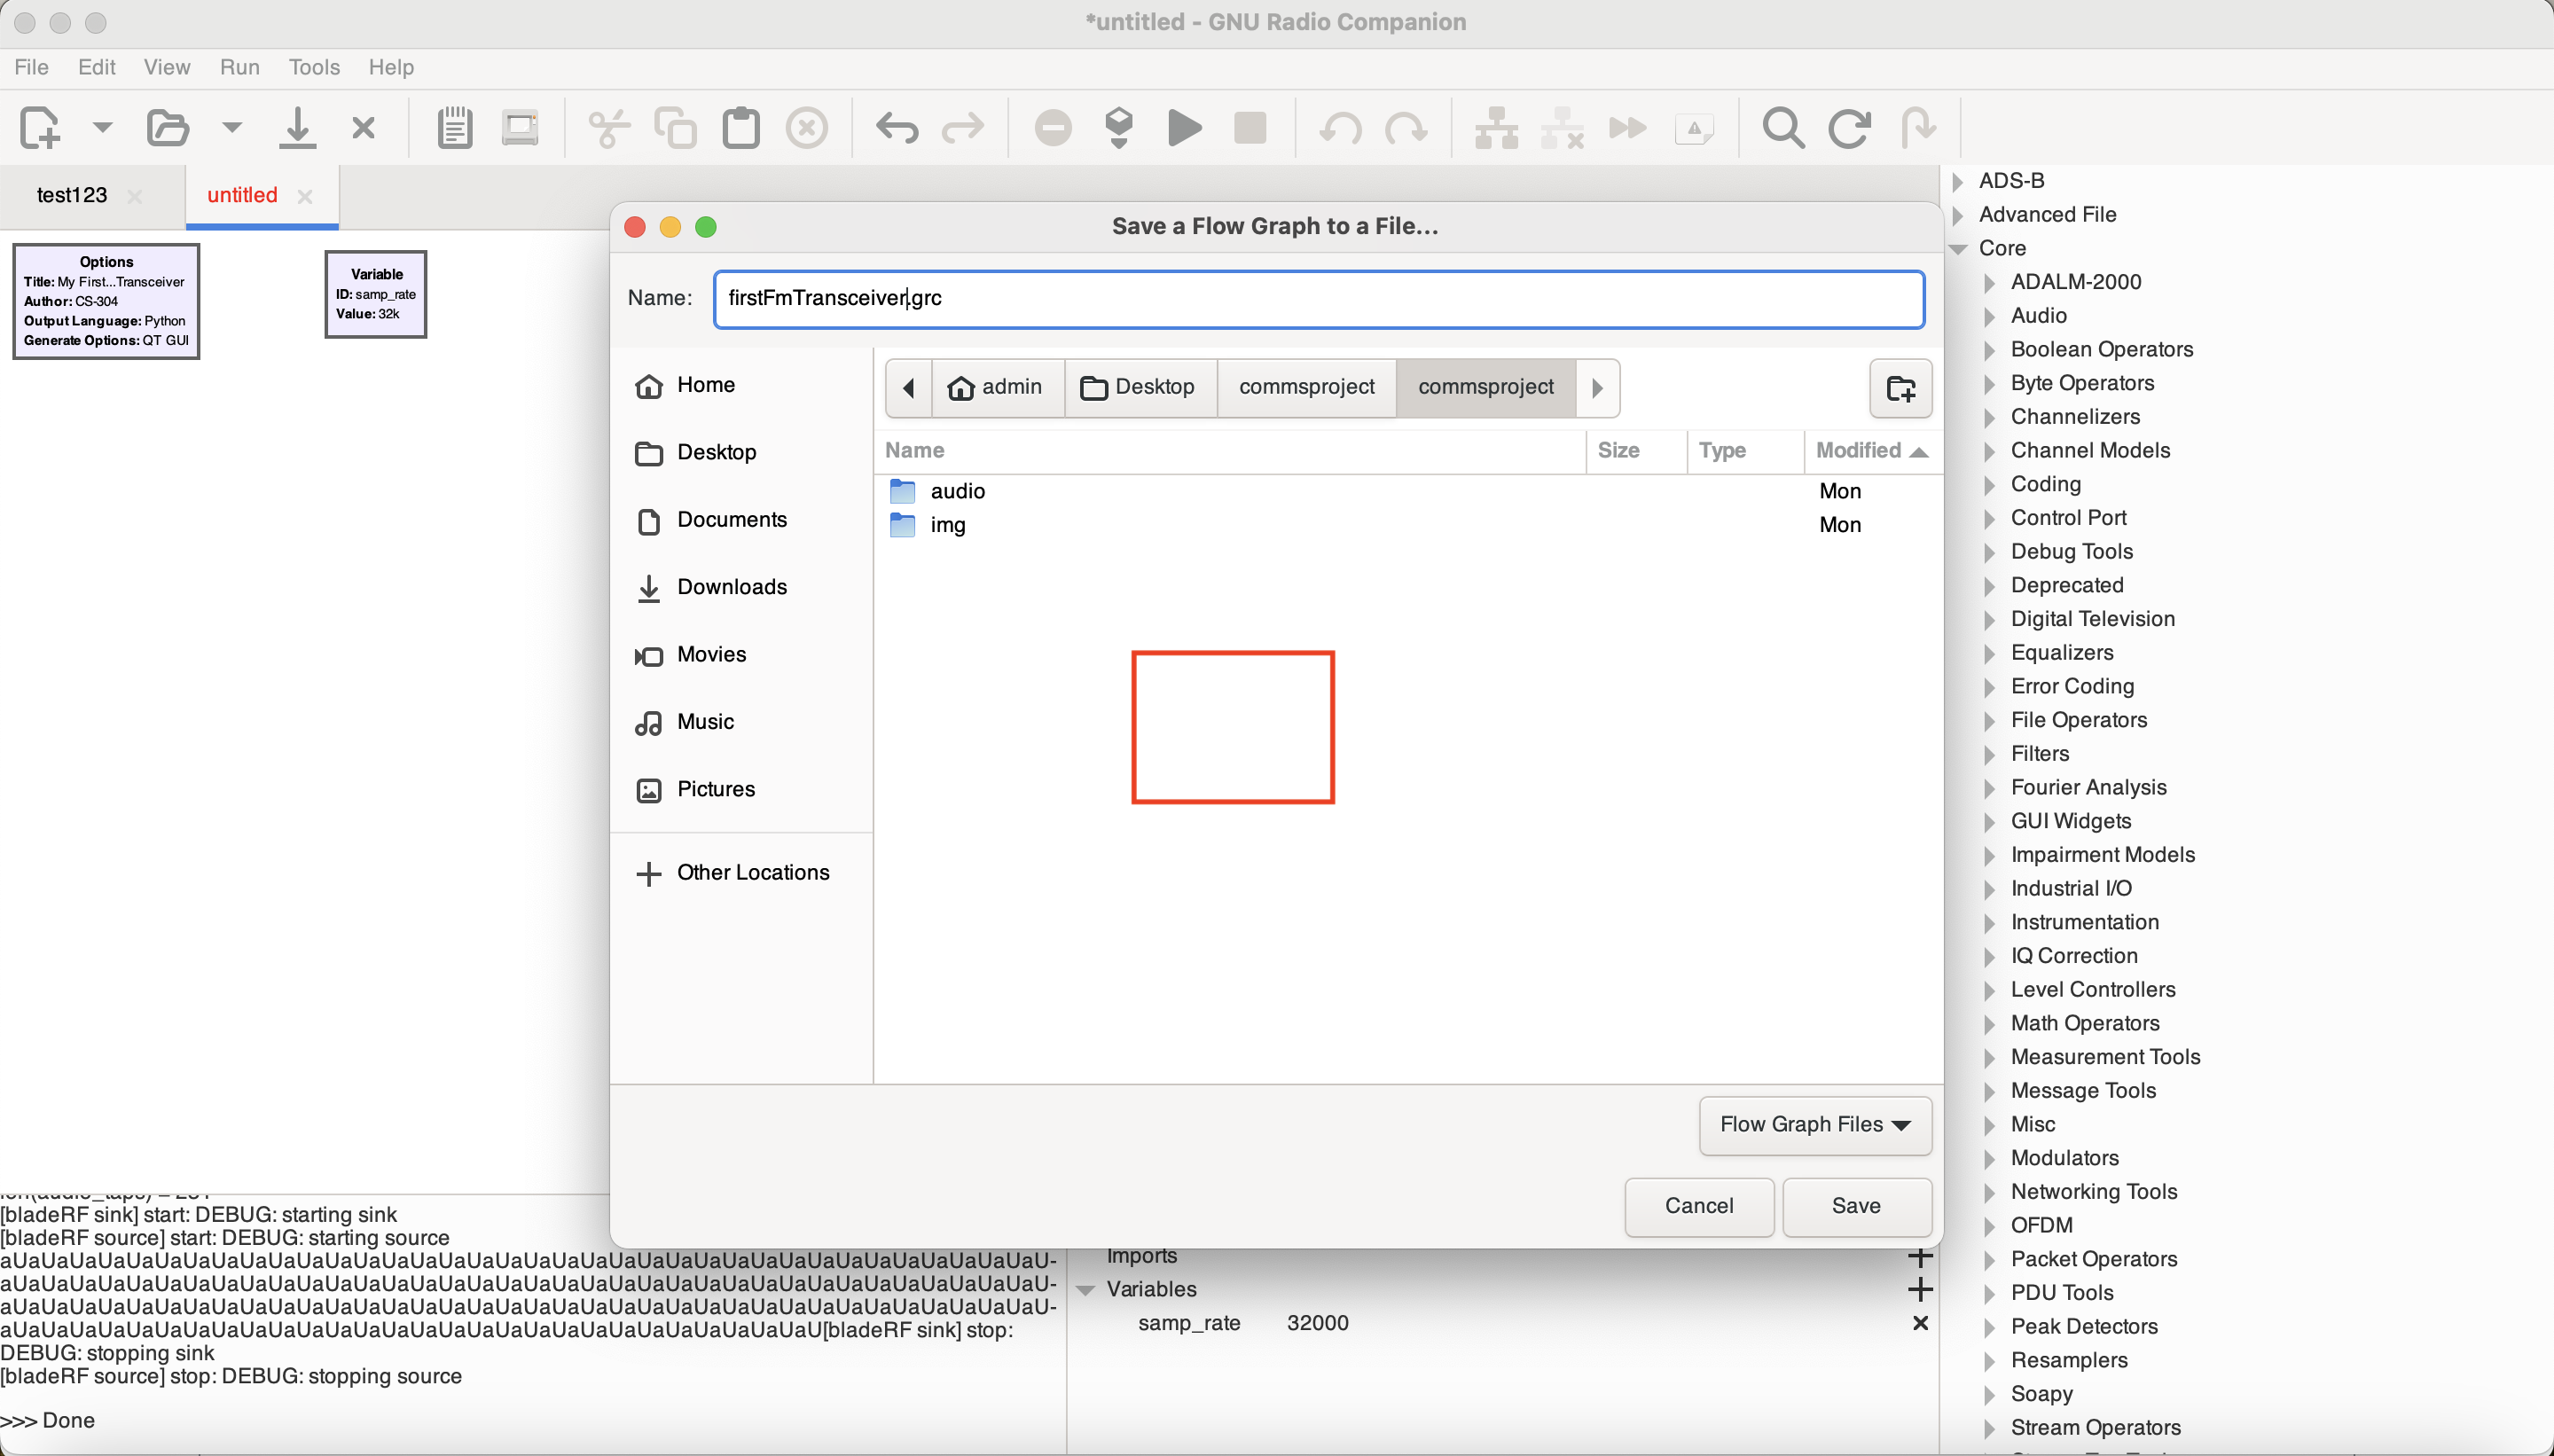 *untitled - GNU Radio Companion
File Edit View Run Tools Help
test123
untitled
Options
Title: My First...Transceiver
Author: CS-304
Output Language: Python
Generate Options: QT GUI
Variable
ID: samp_rate
Value: 32k
Save a Flow Graph to a File...
Name: firstFmTransceiver.grc
Home
Desktop
Documents
Downloads
Movies
Music
Pictures
Other Locations
admin Desktop commsproject commsproject
Name Size Type Modified
audio Mon
img Mon
Flow Graph Files
Cancel Save
[bladeRF sink] start: DEBUG: starting sink
[bladeRF source] start: DEBUG: starting source
aUaUaUaUaUaUaUaUaUaUaUaUaUaUaUaUaUaUaUaUaUaUaUaUaUaUaUaUaUaUaUaUaUaUaUaUaU-
aUaUaUaUaUaUaUaUaUaUaUaUaUaUaUaUaUaUaUaUaUaUaUaUaUaUaUaUaUaUaUaUaUaUaUaUaU-
aUaUaUaUaUaUaUaUaUaUaUaUaUaUaUaUaUaUaUaUaUaUaUaUaUaUaUaUaUaUaUaUaUaUaUaUaU-
aUaUaUaUaUaUaUaUaUaUaUaUaUaUaUaUaUaUaUaUaUaUaUaUaUaUaUaUaU[bladeRF sink] stop:
DEBUG: stopping sink
[bladeRF source] stop: DEBUG: stopping source
>>> Done
Imports
Variables
samp_rate 32000
ADS-B
Advanced File
Core
ADALM-2000
Audio
Boolean Operators
Byte Operators
Channelizers
Channel Models
Coding
Control Port
Debug Tools
Deprecated
Digital Television
Equalizers
Error Coding
File Operators
Filters
Fourier Analysis
GUI Widgets
Impairment Models
Industrial I/O
Instrumentation
IQ Correction
Level Controllers
Math Operators
Measurement Tools
Message Tools
Misc
Modulators
Networking Tools
OFDM
Packet Operators
PDU Tools
Peak Detectors
Resamplers
Soapy
Stream Operators